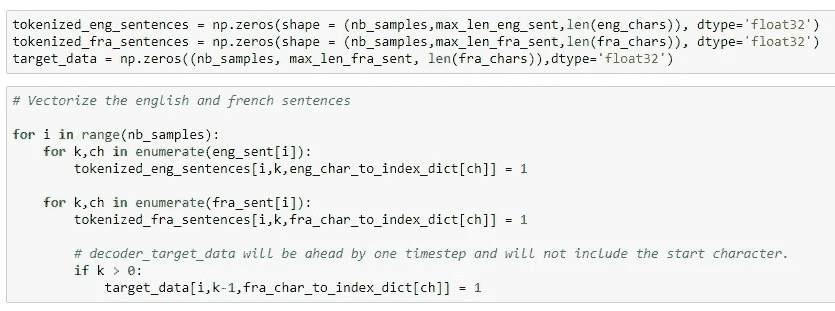 tokenized_eng_sentences = np.zeros(shape = (nb_samples,max_len_eng_sent,len(eng_chars)), dtype='float32')
tokenized_fra_sentences = np.zeros(shape = (nb_samples,max_len_fra_sent,len(fra_chars)), dtype='float32')
target_data = np.zeros((nb_samples, max_len_fra_sent, len(fra_chars)),dtype='float32')
# Vectorize the english and french sentences
for i in range(nb_samples):
    for k,ch in enumerate(eng_sent[i]):
        tokenized_eng_sentences[i,k,eng_char_to_index_dict[ch]] = 1
    for k,ch in enumerate(fra_sent[i]):
        tokenized_fra_sentences[i,k,fra_char_to_index_dict[ch]] = 1
        # decoder_target_data will be ahead by one timestep and will not include the start character.
        if k > 0:
            target_data[i,k-1,fra_char_to_index_dict[ch]] = 1